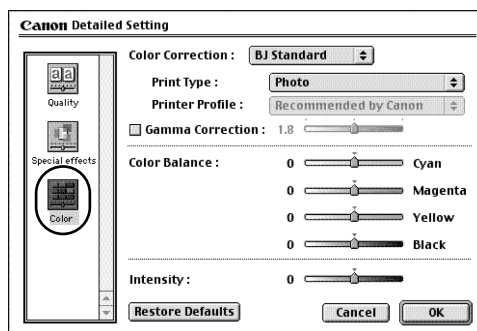 Canon Detailed Setting
aa
Quality
Special effects
Color
Color Correction : BJ Standard
Print Type : Photo
Printer Profile : Recommended by Canon
Gamma Correction : 1.8
Color Balance : 0 Cyan
0 Magenta
0 Yellow
0 Black
Intensity : 0
Restore Defaults Cancel OK